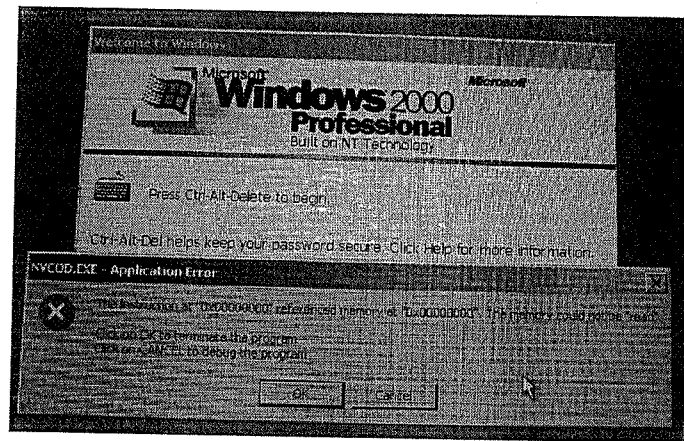 Welcome to Windows
Microsoft
Microsoft
Windows 2000
Professional
Built on NT Technology
Press Ctrl-Alt-Delete to begin.
Ctrl-Alt-Del helps keep your password secure. Click Help for more information.
NVCOD.EXE - Application Error
The instruction at "0x00000000" referenced memory at "0x00000000". The memory could not be "read".
Click on OK to terminate the program
Click on CANCEL to debug the program
OK
Cancel